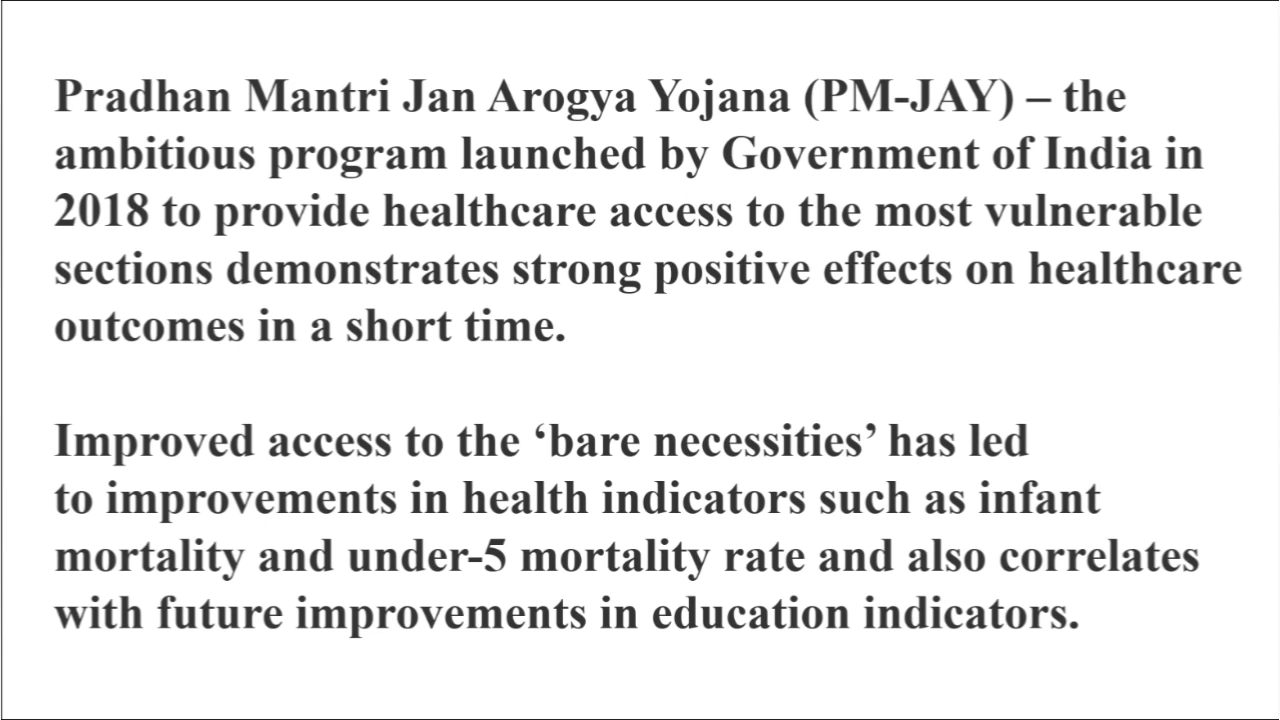 Pradhan Mantri Jan Arogya Yojana (PM-JAY) – the
ambitious program launched by Government of India in
2018 to provide healthcare access to the most vulnerable
sections demonstrates strong positive effects on healthcare
outcomes in a short time.
Improved access to the ‘bare necessities’ has led
to improvements in health indicators such as infant
mortality and under-5 mortality rate and also correlates
with future improvements in education indicators.